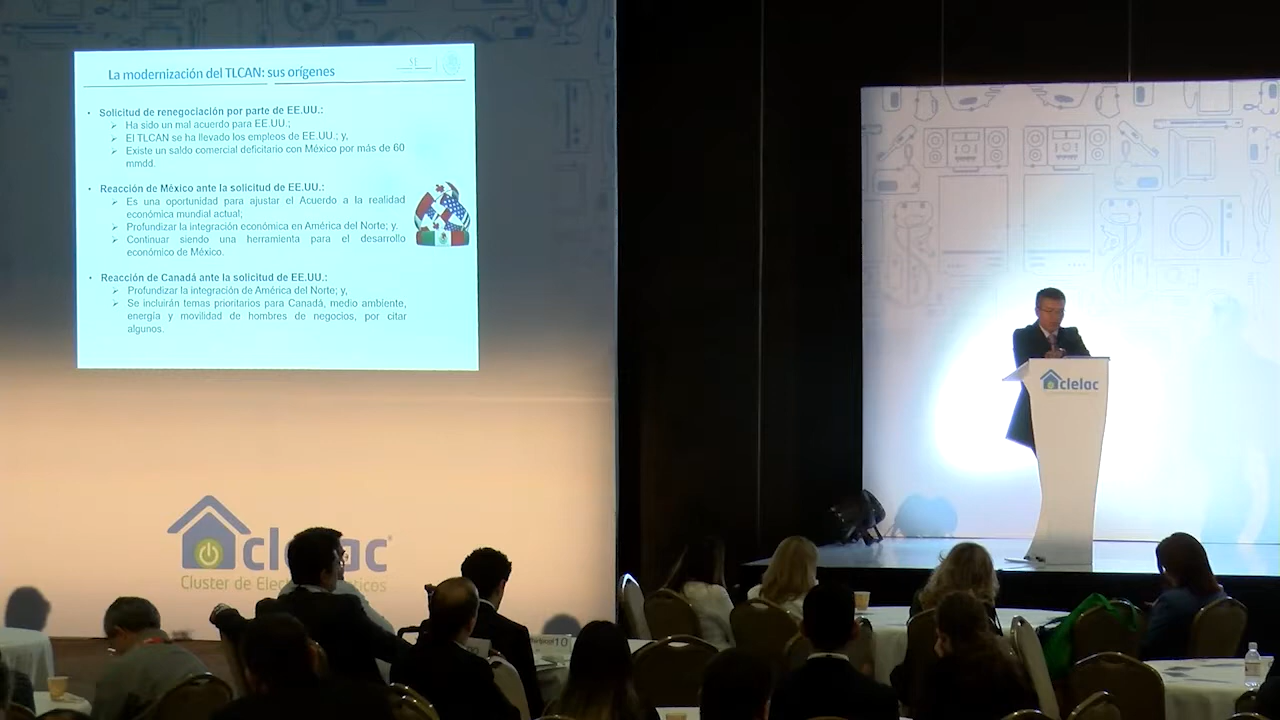 La modernización del TLCAN: sus orígenes
• Solicitud de renegociación por parte de EE.UU.:
➢ Ha sido un mal acuerdo para EE.UU.;
➢ El TLCAN se ha llevado los empleos de EE.UU.; y,
➢ Existe un saldo comercial deficitario con México por más de 60
mmdd.
• Reacción de México ante la solicitud de EE.UU.:
➢ Es una oportunidad para ajustar el Acuerdo a la realidad
económica mundial actual;
➢ Profundizar la integración económica en América del Norte; y.
➢ Continuar siendo una herramienta para el desarrollo
económico de México.
• Reacción de Canadá ante la solicitud de EE.UU.:
➢ Profundizar la integración de América del Norte; y,
➢ Se incluirán temas prioritarios para Canadá, medio ambiente,
energía y movilidad de hombres de negocios, por citar
algunos.
clelac
cl ac
Cluster de Elec ticos